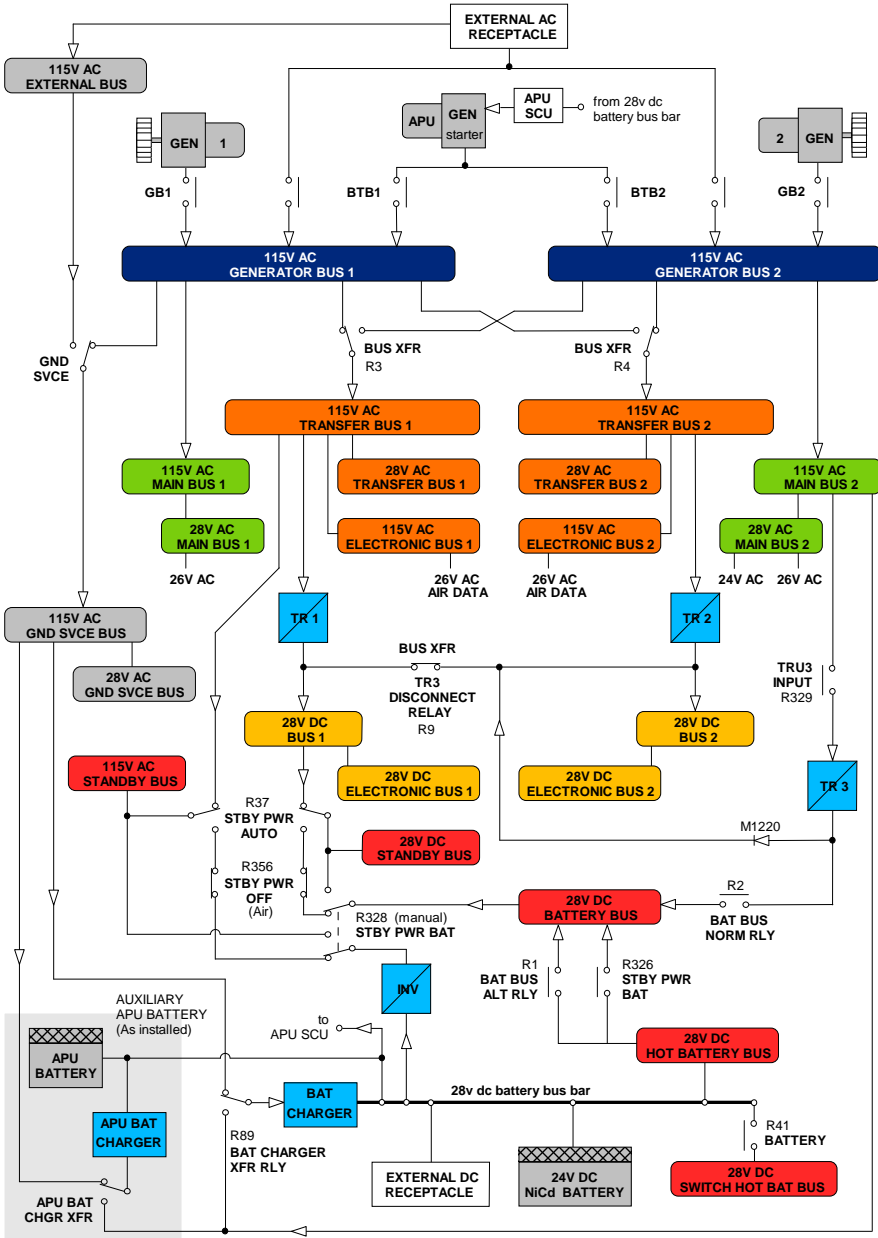 EXTERNAL AC
RECEPTACLE
115V AC
EXTERNAL BUS
GEN
1
APU
GEN
starter
APU
SCU
from 28v dc
battery bus bar
2
GEN
GB1
BTB1
BTB2
GB2
115V AC
GENERATOR BUS 1
115V AC
GENERATOR BUS 2
GND
SVCE
BUS XFR
R3
BUS XFR
R4
115V AC
TRANSFER BUS 1
115V AC
TRANSFER BUS 2
115V AC
MAIN BUS 1
28V AC
TRANSFER BUS 1
28V AC
TRANSFER BUS 2
115V AC
MAIN BUS 2
28V AC
MAIN BUS 1
115V AC
ELECTRONIC BUS 1
115V AC
ELECTRONIC BUS 2
28V AC
MAIN BUS 2
26V AC
26V AC
AIR DATA
26V AC
AIR DATA
24V AC
26V AC
115V AC
GND SVCE BUS
TR 1
TR 2
28V AC
GND SVCE BUS
BUS XFR
TR3
DISCONNECT
RELAY
R9
TRU3
INPUT
R329
28V DC
BUS 1
28V DC
BUS 2
115V AC
STANDBY BUS
28V DC
ELECTRONIC BUS 1
28V DC
ELECTRONIC BUS 2
TR 3
R37
STBY PWR
AUTO
28V DC
STANDBY BUS
M1220
R356
STBY PWR
OFF
(Air)
R328 (manual)
STBY PWR BAT
28V DC
BATTERY BUS
R2
BAT BUS
NORM RLY
R1
BAT BUS
ALT RLY
R326
STBY PWR
BAT
INV
AUXILIARY
APU BATTERY
(As installed)
to
APU SCU
28V DC
HOT BATTERY BUS
APU
BATTERY
28v dc battery bus bar
BAT
CHARGER
APU BAT
CHARGER
R89
BAT CHARGER
XFR RLY
R41
BATTERY
EXTERNAL DC
RECEPTACLE
24V DC
NiCd BATTERY
28V DC
SWITCH HOT BAT BUS
APU BAT
CHGR XFR